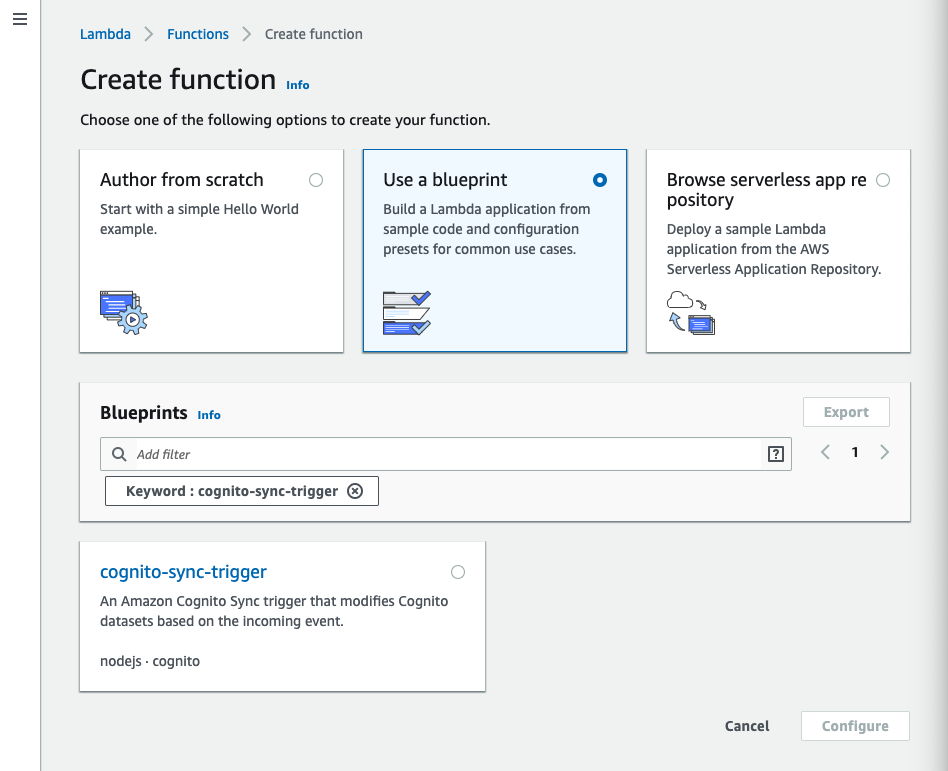 Lambda > Functions > Create function
Create function Info
Choose one of the following options to create your function.
Author from scratch
Start with a simple Hello World
example.
Use a blueprint
Build a Lambda application from
sample code and configuration
presets for common use cases.
Browse serverless app re
pository
Deploy a sample Lambda
application from the AWS
Serverless Application Repository.
Blueprints Info
Export
Add filter
?
1
Keyword : cognito-sync-trigger
cognito-sync-trigger
An Amazon Cognito Sync trigger that modifies Cognito
datasets based on the incoming event.
nodejs · cognito
Cancel
Configure